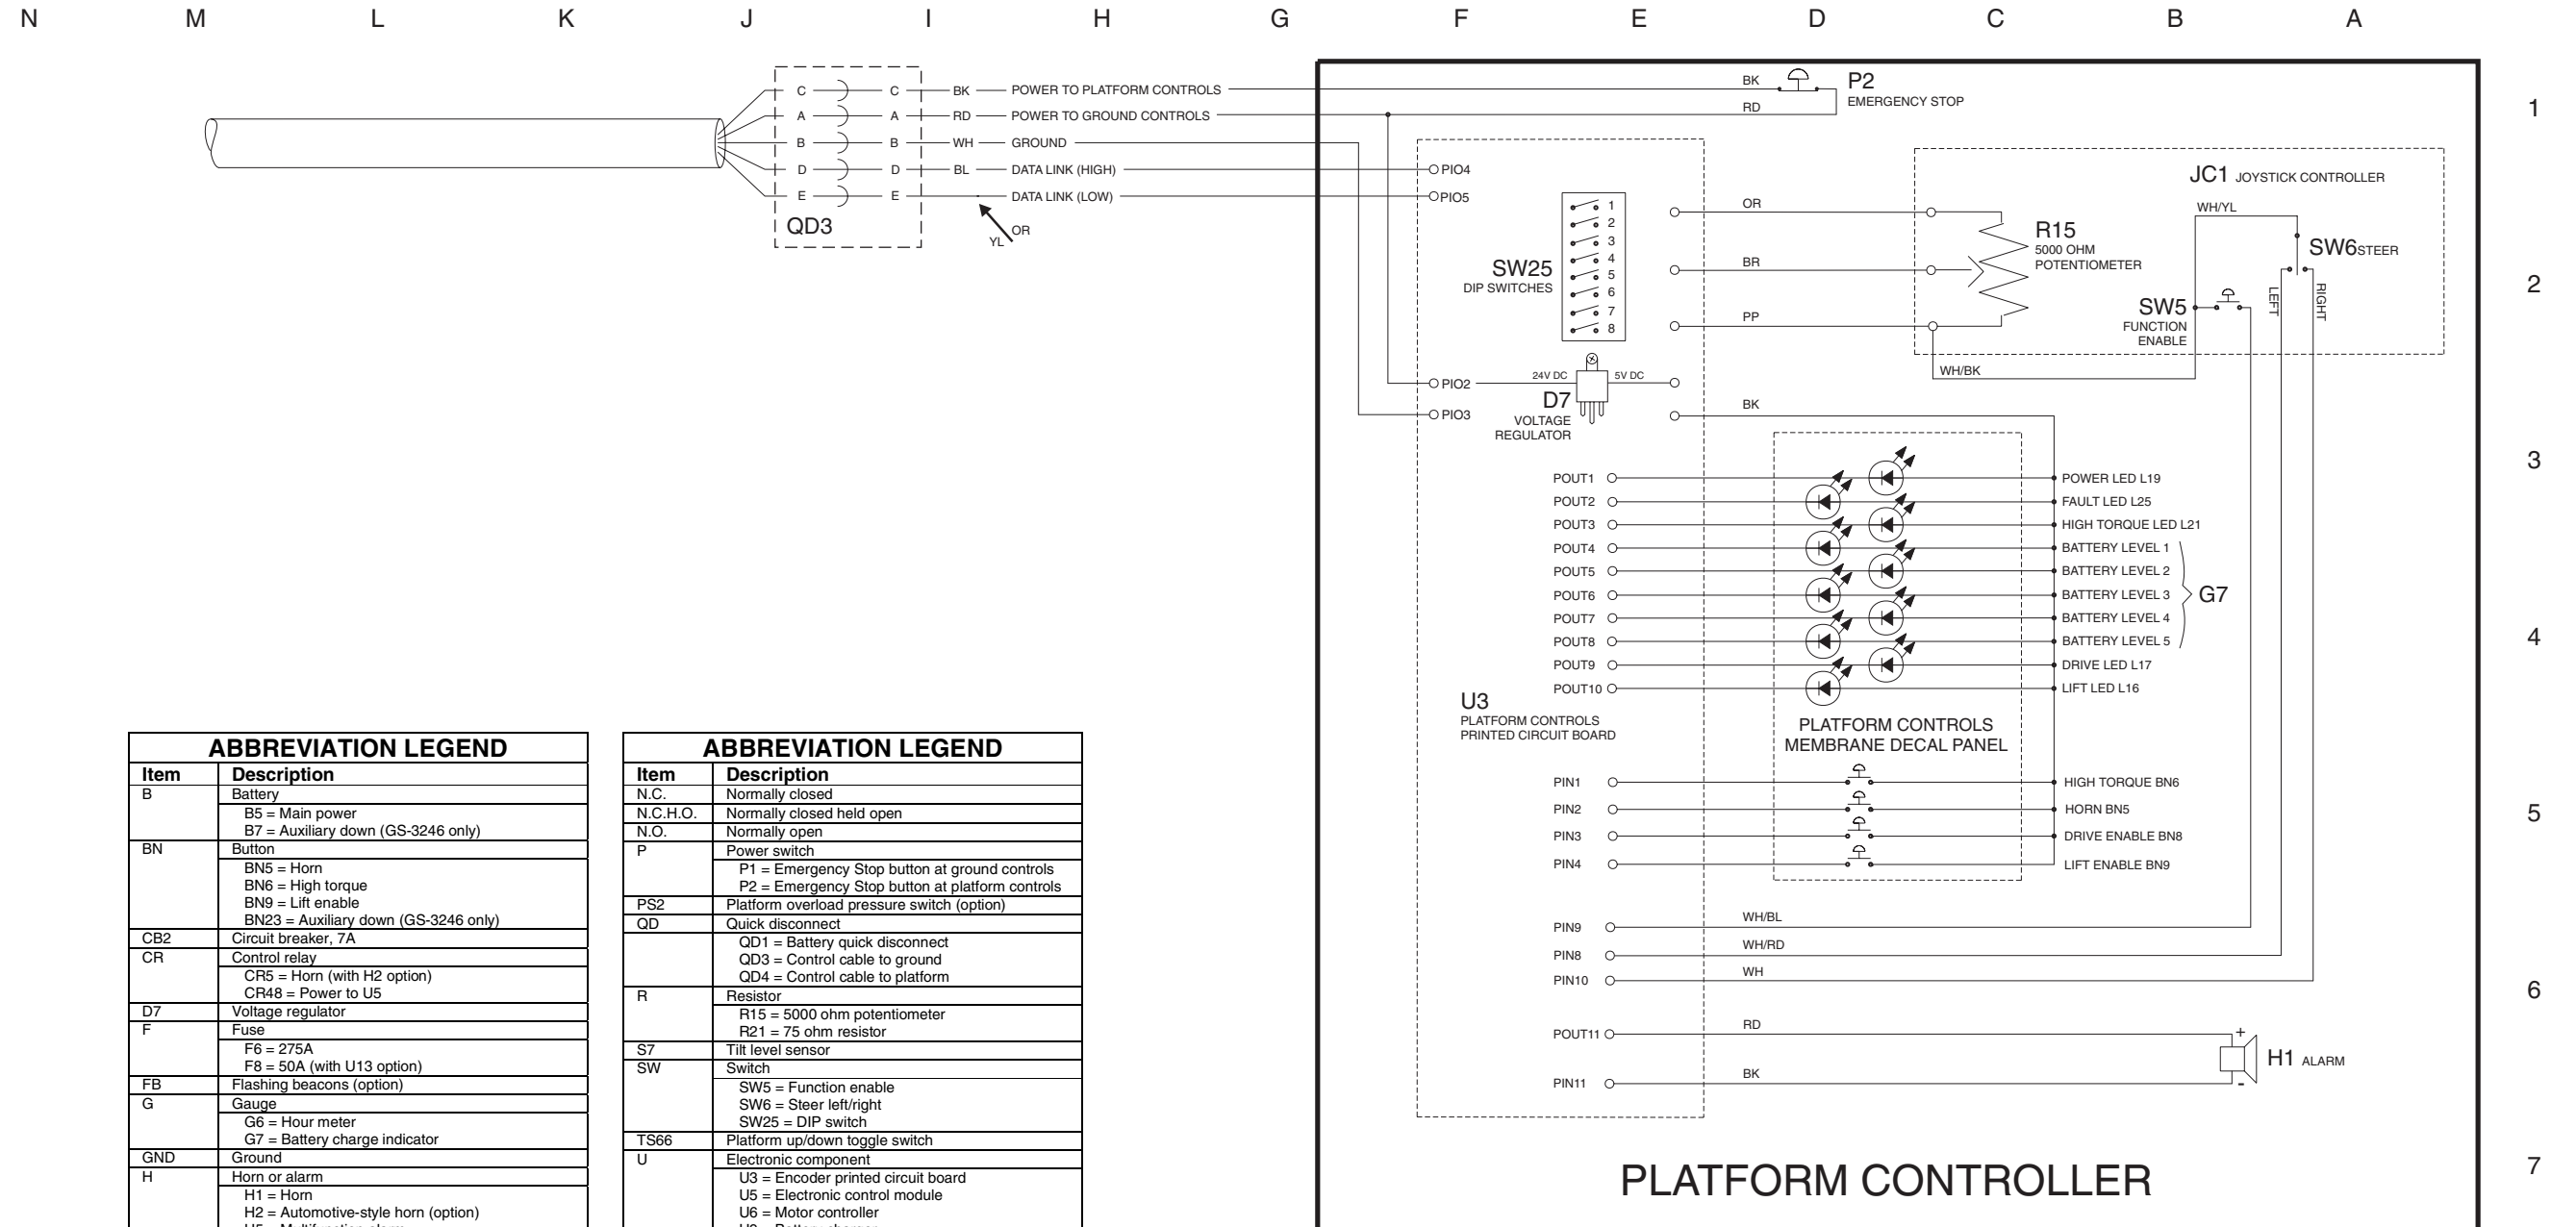 N M L K J I H G F E D C B A
1
2
3
4
5
6
7
C C BK POWER TO PLATFORM CONTROLS
A A RD POWER TO GROUND CONTROLS
B B WH GROUND
D D BL DATA LINK (HIGH)
E E DATA LINK (LOW)
QD3
YL OR
BK
RD
P2
EMERGENCY STOP
PIO4
PIO5
SW25
DIP SWITCHES
1
2
3
4
5
6
7
8
OR
BR
PP
JC1 JOYSTICK CONTROLLER
R15
5000 OHM
POTENTIOMETER
WH/YL
SW6 STEER
LEFT
RIGHT
SW5
FUNCTION
ENABLE
WH/BK
PIO2
PIO3
24V DC
5V DC
D7
VOLTAGE
REGULATOR
BK
POUT1 POWER LED L19
POUT2 FAULT LED L25
POUT3 HIGH TORQUE LED L21
POUT4 BATTERY LEVEL 1
POUT5 BATTERY LEVEL 2
POUT6 BATTERY LEVEL 3
POUT7 BATTERY LEVEL 4
POUT8 BATTERY LEVEL 5
G7
POUT9 DRIVE LED L17
POUT10 LIFT LED L16
U3
PLATFORM CONTROLS
PRINTED CIRCUIT BOARD
PLATFORM CONTROLS
MEMBRANE DECAL PANEL
PIN1 HIGH TORQUE BN6
PIN2 HORN BN5
PIN3 DRIVE ENABLE BN8
PIN4 LIFT ENABLE BN9
PIN9 WH/BL
PIN8 WH/RD
PIN10 WH
POUT11 RD
+
H1 ALARM
-
PIN11 BK
PLATFORM CONTROLLER
ABBREVIATION LEGEND
Item Description
B Battery
B5 = Main power
B7 = Auxiliary down (GS-3246 only)
BN Button
BN5 = Horn
BN6 = High torque
BN9 = Lift enable
BN23 = Auxiliary down (GS-3246 only)
CB2 Circuit breaker, 7A
CR Control relay
CR5 = Horn (with H2 option)
CR48 = Power to U5
D7 Voltage regulator
F Fuse
F6 = 275A
F8 = 50A (with U13 option)
FB Flashing beacons (option)
G Gauge
G6 = Hour meter
G7 = Battery charge indicator
GND Ground
H Horn or alarm
H1 = Horn
H2 = Automotive-style horn (option)
ABBREVIATION LEGEND
Item Description
N.C. Normally closed
N.C.H.O. Normally closed held open
N.O. Normally open
P Power switch
P1 = Emergency Stop button at ground controls
P2 = Emergency Stop button at platform controls
PS2 Platform overload pressure switch (option)
QD Quick disconnect
QD1 = Battery quick disconnect
QD3 = Control cable to ground
QD4 = Control cable to platform
R Resistor
R15 = 5000 ohm potentiometer
R21 = 75 ohm resistor
S7 Tilt level sensor
SW Switch
SW5 = Function enable
SW6 = Steer left/right
SW25 = DIP switch
TS66 Platform up/down toggle switch
U Electronic component
U3 = Encoder printed circuit board
U5 = Electronic control module
U6 = Motor controller